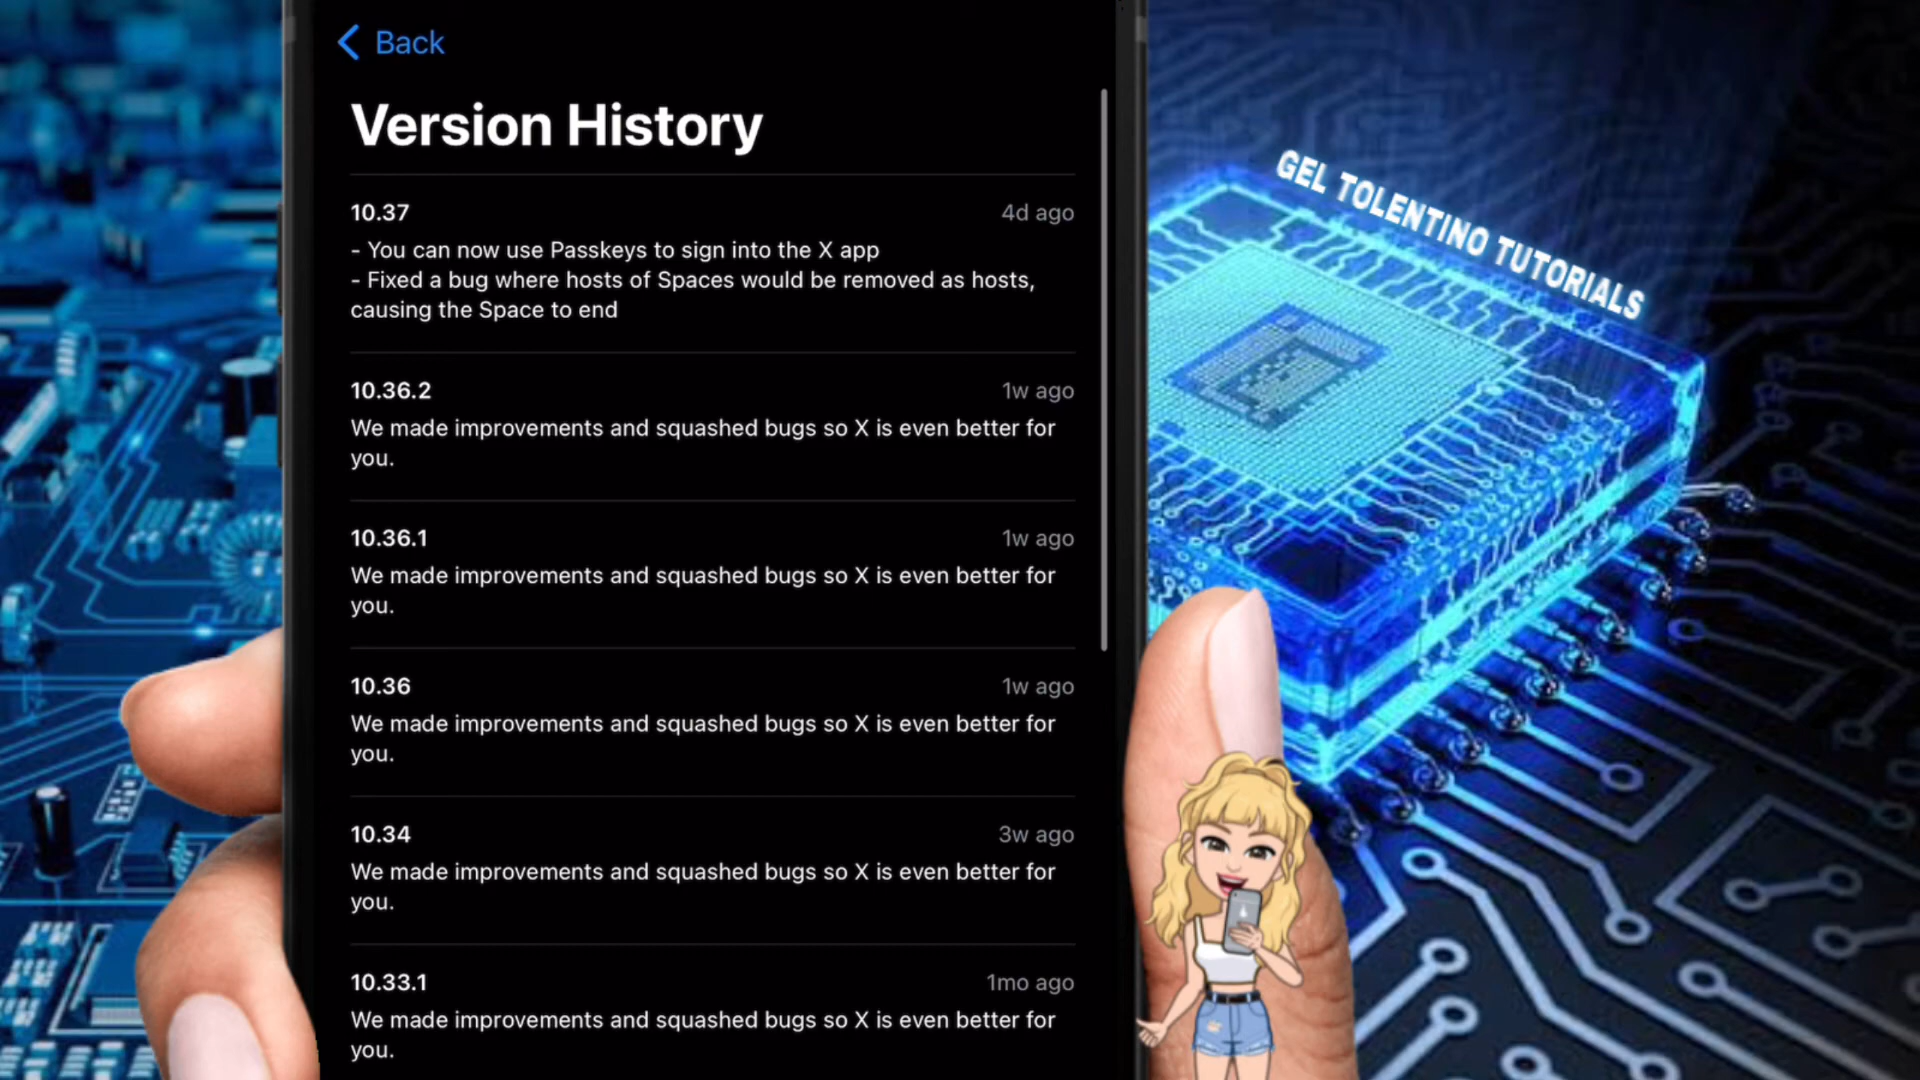 Back
Version History
10.37 4d ago
- You can now use Passkeys to sign into the X app
- Fixed a bug where hosts of Spaces would be removed as hosts,
causing the Space to end
10.36.2 1w ago
We made improvements and squashed bugs so X is even better for
you.
10.36.1 1w ago
We made improvements and squashed bugs so X is even better for
you.
10.36 1w ago
We made improvements and squashed bugs so X is even better for
you.
10.34 3w ago
We made improvements and squashed bugs so X is even better for
you.
10.33.1 1mo ago
We made improvements and squashed bugs so X is even better for
you.
GEL TOLENTINO TUTORIALS